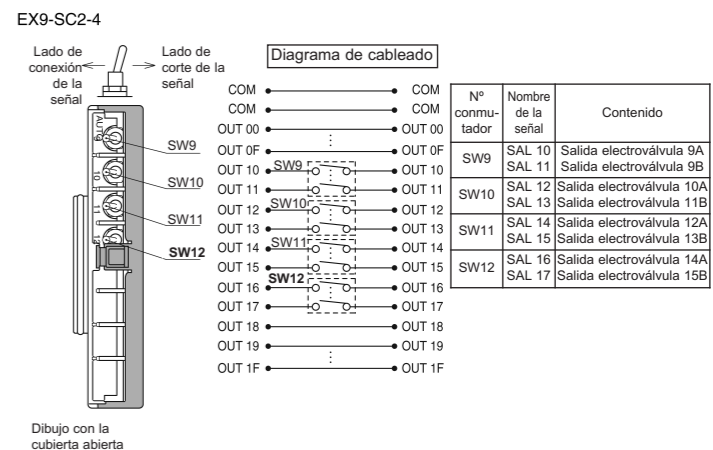 EX9-SC2-4
Lado de
conexión
de la
señal
Lado de
corte de la
señal
AUT
9
10
11
12
SW9
SW10
SW11
SW12
Dibujo con la
cubierta abierta
Diagrama de cableado
COM COM
COM COM
OUT 00 OUT 00
OUT 0F OUT 0F
OUT 10 SW9 OUT 10
OUT 11 OUT 11
OUT 12 SW10 OUT 12
OUT 13 OUT 13
OUT 14 SW11 OUT 14
OUT 15 OUT 15
OUT 16 SW12 OUT 16
OUT 17 OUT 17
OUT 18 OUT 18
OUT 19 OUT 19
OUT 1F OUT 1F
Nº
conmu-
tador
Nombre
de la
señal
Contenido
SW9
SAL 10 Salida electroválvula 9A
SAL 11 Salida electroválvula 9B
SW10
SAL 12 Salida electroválvula 10A
SAL 13 Salida electroválvula 11B
SW11
SAL 14 Salida electroválvula 12A
SAL 15 Salida electroválvula 13B
SW12
SAL 16 Salida electroválvula 14A
SAL 17 Salida electroválvula 15B